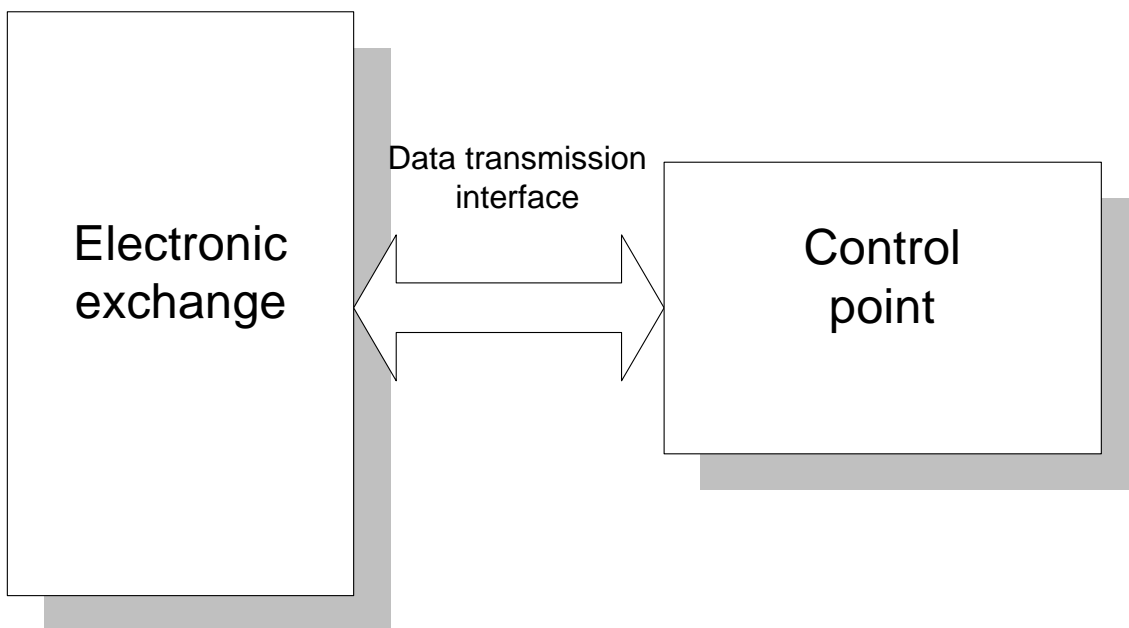 Electronic
exchange
Data transmission
interface
Control
point